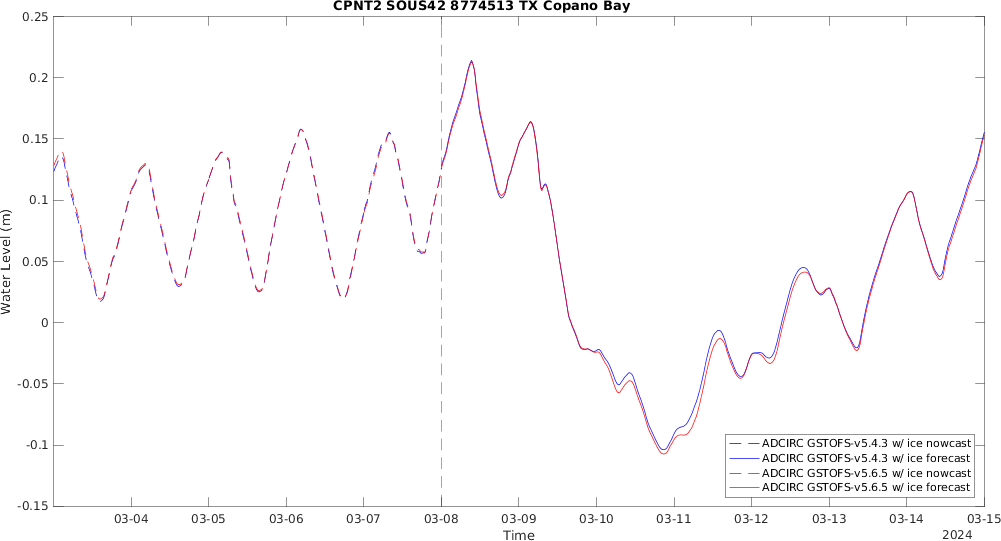 CPNT2 SOUS42 8774513 TX Copano Bay
0.25
0.2
0.15
0.1
0.05
0
-0.05
-0.1
-0.15
Water Level (m)
03-04 03-05 03-06 03-07 03-08 03-09 03-10 03-11 03-12 03-13 03-14 03-15
Time
2024
ADCIRC GSTOFS-v5.4.3 w/ ice nowcast
ADCIRC GSTOFS-v5.4.3 w/ ice forecast
ADCIRC GSTOFS-v5.6.5 w/ ice nowcast
ADCIRC GSTOFS-v5.6.5 w/ ice forecast